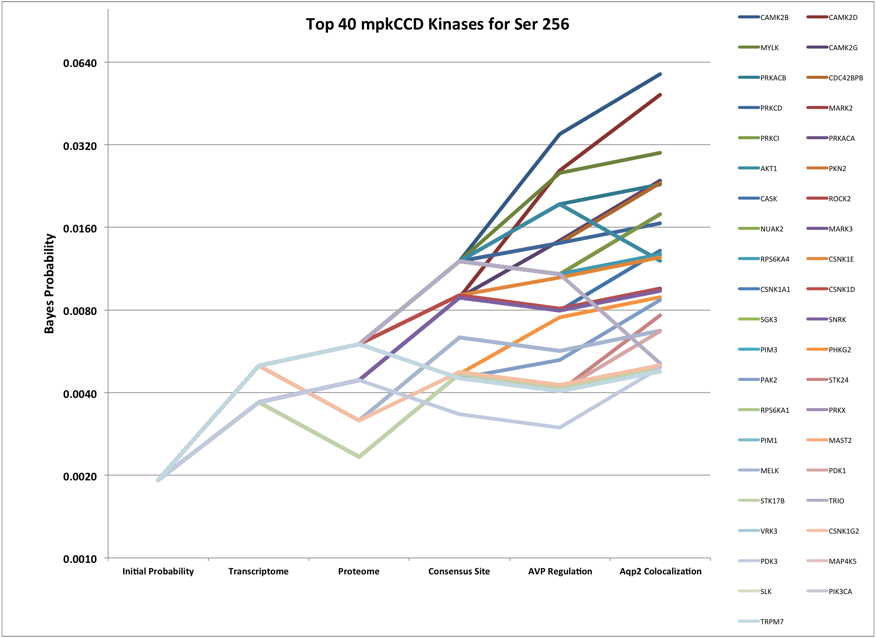 Top 40 mpkCCD Kinases for Ser 256
Bayes Probability
0.0640
0.0320
0.0160
0.0080
0.0040
0.0020
0.0010
Initial Probability
Transcriptome
Proteome
Consensus Site
AVP Regulation
Aqp2 Colocalization
CAMK2B CAMK2D
MYLK CAMK2G
PRKACB CDC42BPB
PRKCD MARK2
PRKCI PRKACA
AKT1 PKN2
CASK ROCK2
NUAK2 MARK3
RPS6KA4 CSNK1E
CSNK1A1 CSNK1D
SGK3 SNRK
PIM3 PHKG2
PAK2 STK24
RPS6KA1 PRKX
PIM1 MAST2
MELK PDK1
STK17B TRIO
VRK3 CSNK1G2
PDK3 MAP4K5
SLK PIK3CA
TRPM7